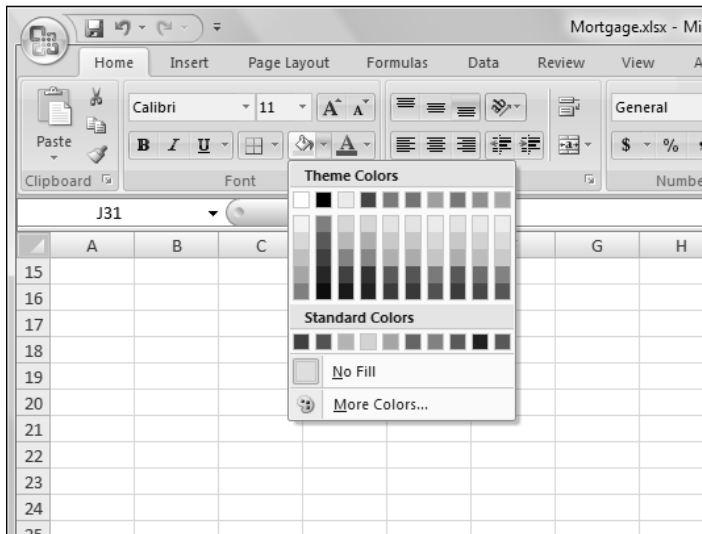 Mortgage.xlsx - Mi
Home Insert Page Layout Formulas Data Review View A
Paste
Calibri 11 A A General
B I U A $ %
Clipboard Font Numbe
Theme Colors
J31
A B C G H
Standard Colors
No Fill
More Colors...
15
16
17
18
19
20
21
22
23
24
25